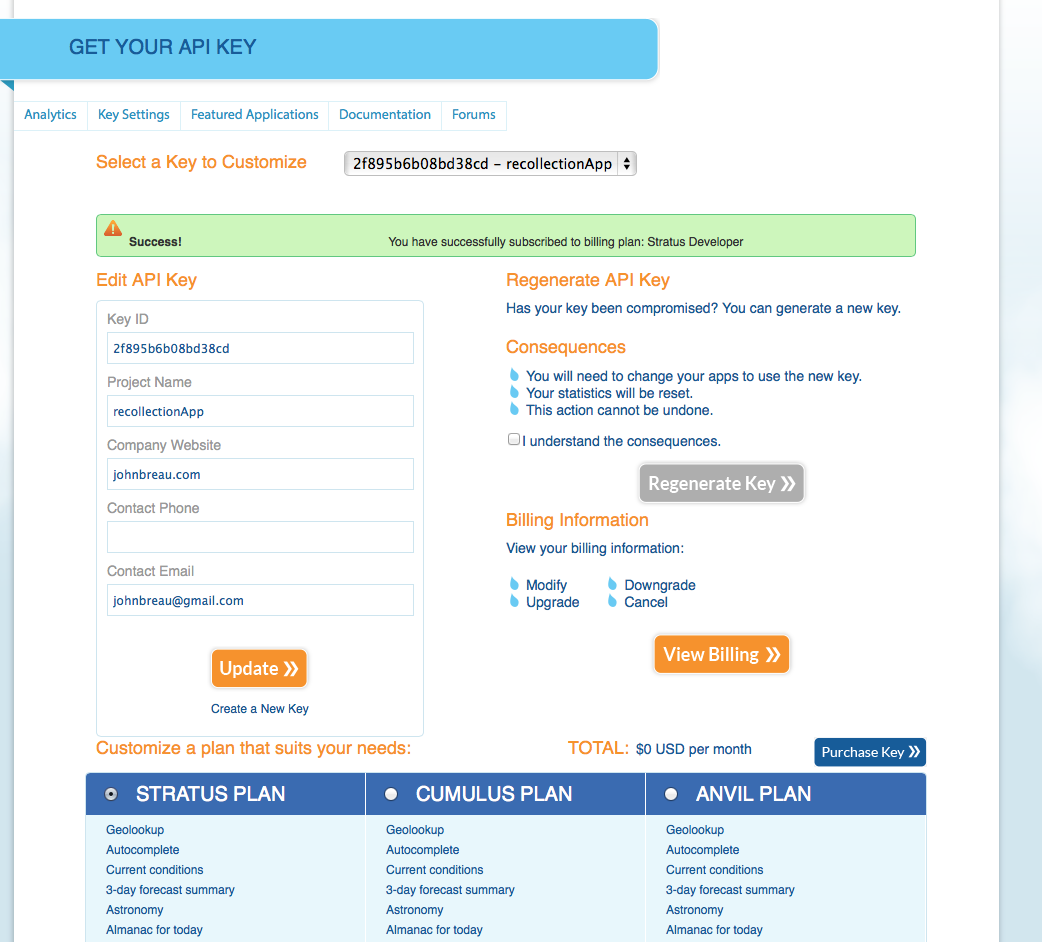 GET YOUR API KEY
Analytics Key Settings Featured Applications Documentation Forums
Select a Key to Customize 2f895b6b08bd38cd – recollectionApp
Success! You have successfully subscribed to billing plan: Stratus Developer
Edit API Key
Key ID
2f895b6b08bd38cd
Project Name
recollectionApp
Company Website
johnbreau.com
Contact Phone
Contact Email
johnbreau@gmail.com
Update »
Create a New Key
Regenerate API Key
Has your key been compromised? You can generate a new key.
Consequences
You will need to change your apps to use the new key.
Your statistics will be reset.
This action cannot be undone.
I understand the consequences.
Regenerate Key »
Billing Information
View your billing information:
Modify Downgrade
Upgrade Cancel
View Billing »
Customize a plan that suits your needs: TOTAL: $0 USD per month Purchase Key »
STRATUS PLAN CUMULUS PLAN ANVIL PLAN
Geolookup Geolookup Geolookup
Autocomplete Autocomplete Autocomplete
Current conditions Current conditions Current conditions
3-day forecast summary 3-day forecast summary 3-day forecast summary
Astronomy Astronomy Astronomy
Almanac for today Almanac for today Almanac for today